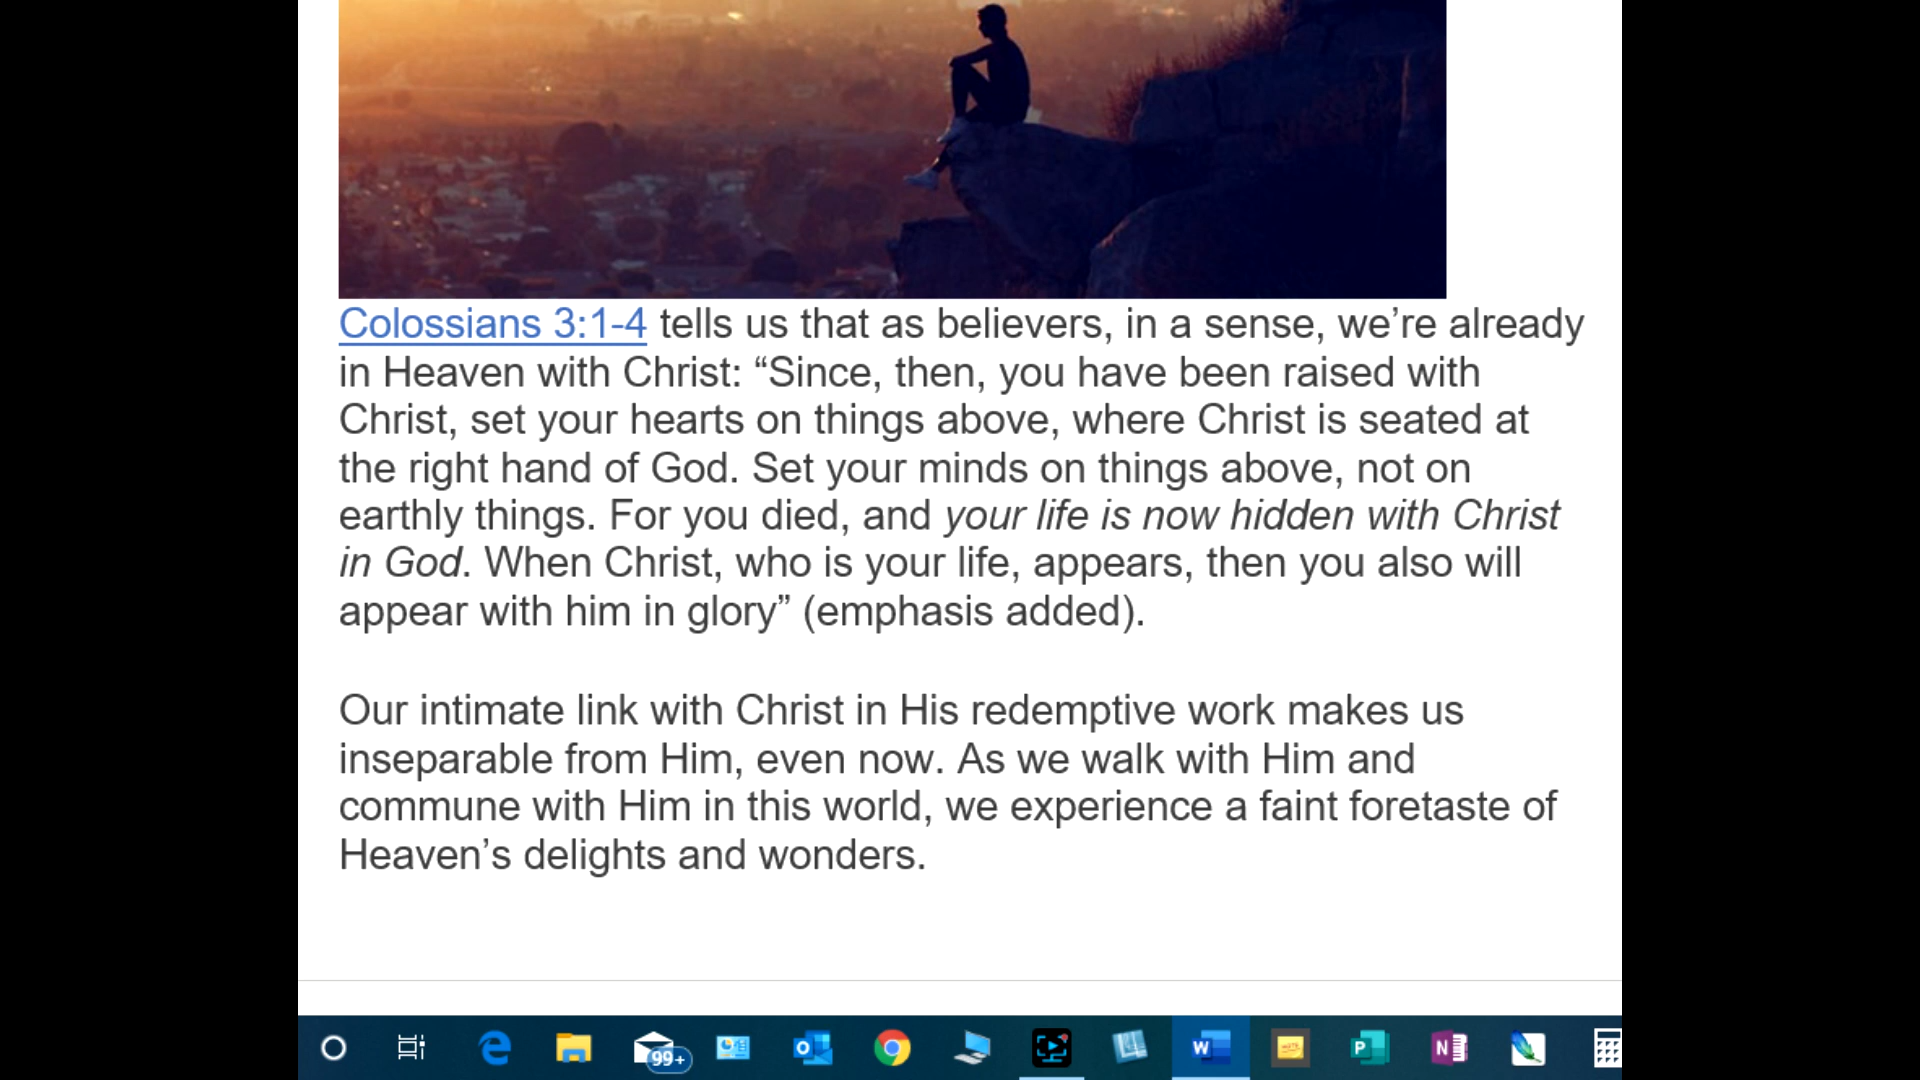 Colossians 3:1-4 tells us that as believers, in a sense, we’re already
in Heaven with Christ: “Since, then, you have been raised with
Christ, set your hearts on things above, where Christ is seated at
the right hand of God. Set your minds on things above, not on
earthly things. For you died, and your life is now hidden with Christ
in God. When Christ, who is your life, appears, then you also will
appear with him in glory” (emphasis added).
Our intimate link with Christ in His redemptive work makes us
inseparable from Him, even now. As we walk with Him and
commune with Him in this world, we experience a faint foretaste of
Heaven’s delights and wonders.
99+